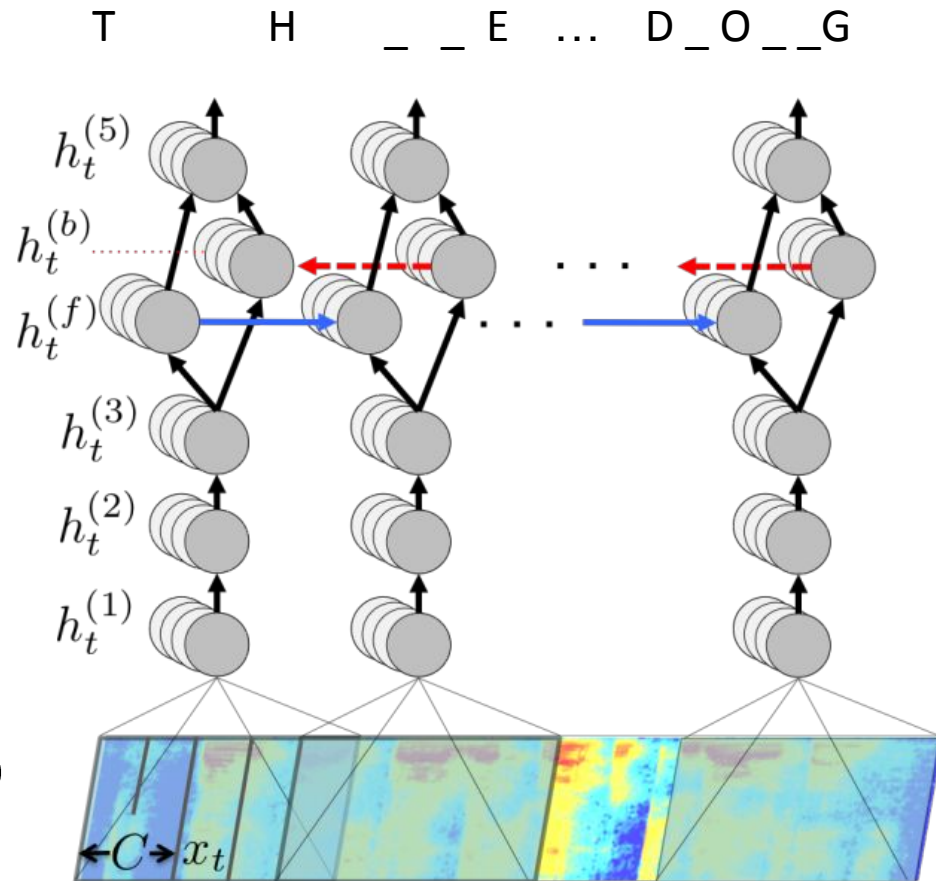 T H _ _ E ... D _ O _ _ G
h_t^{(5)}
h_t^{(b)}
h_t^{(f)}
. . .
. . .
h_t^{(3)}
h_t^{(2)}
h_t^{(1)}
)
C x_t